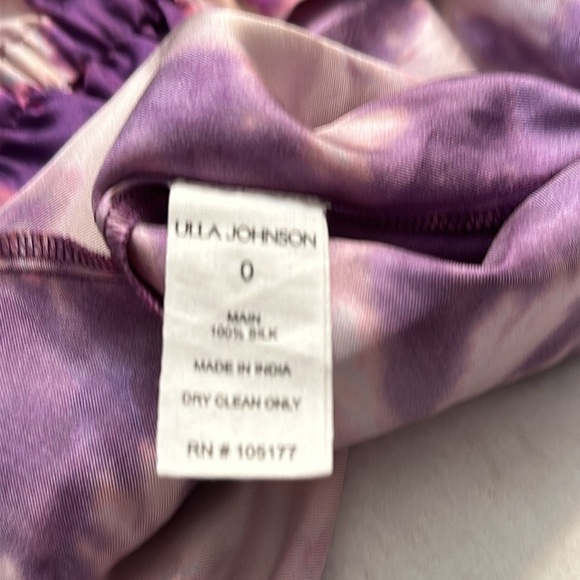 ULLA JOHNSON
0
MAIN
100% SILK
MADE IN INDIA
DRY CLEAN ONLY
RN # 105177